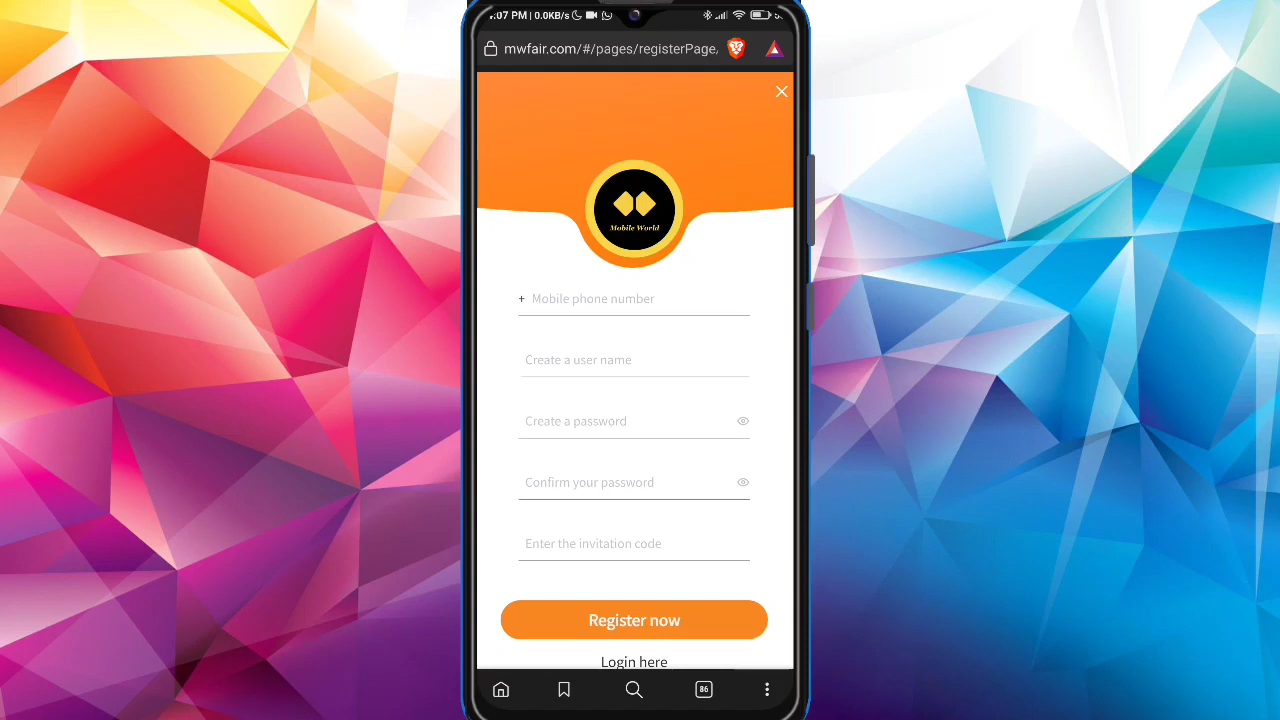 :07 PM | 0.0KB/s
mwfair.com/#/pages/registerPage/
Mobile World
+ Mobile phone number
Create a user name
Create a password
Confirm your password
Enter the invitation code
Register now
Login here
86